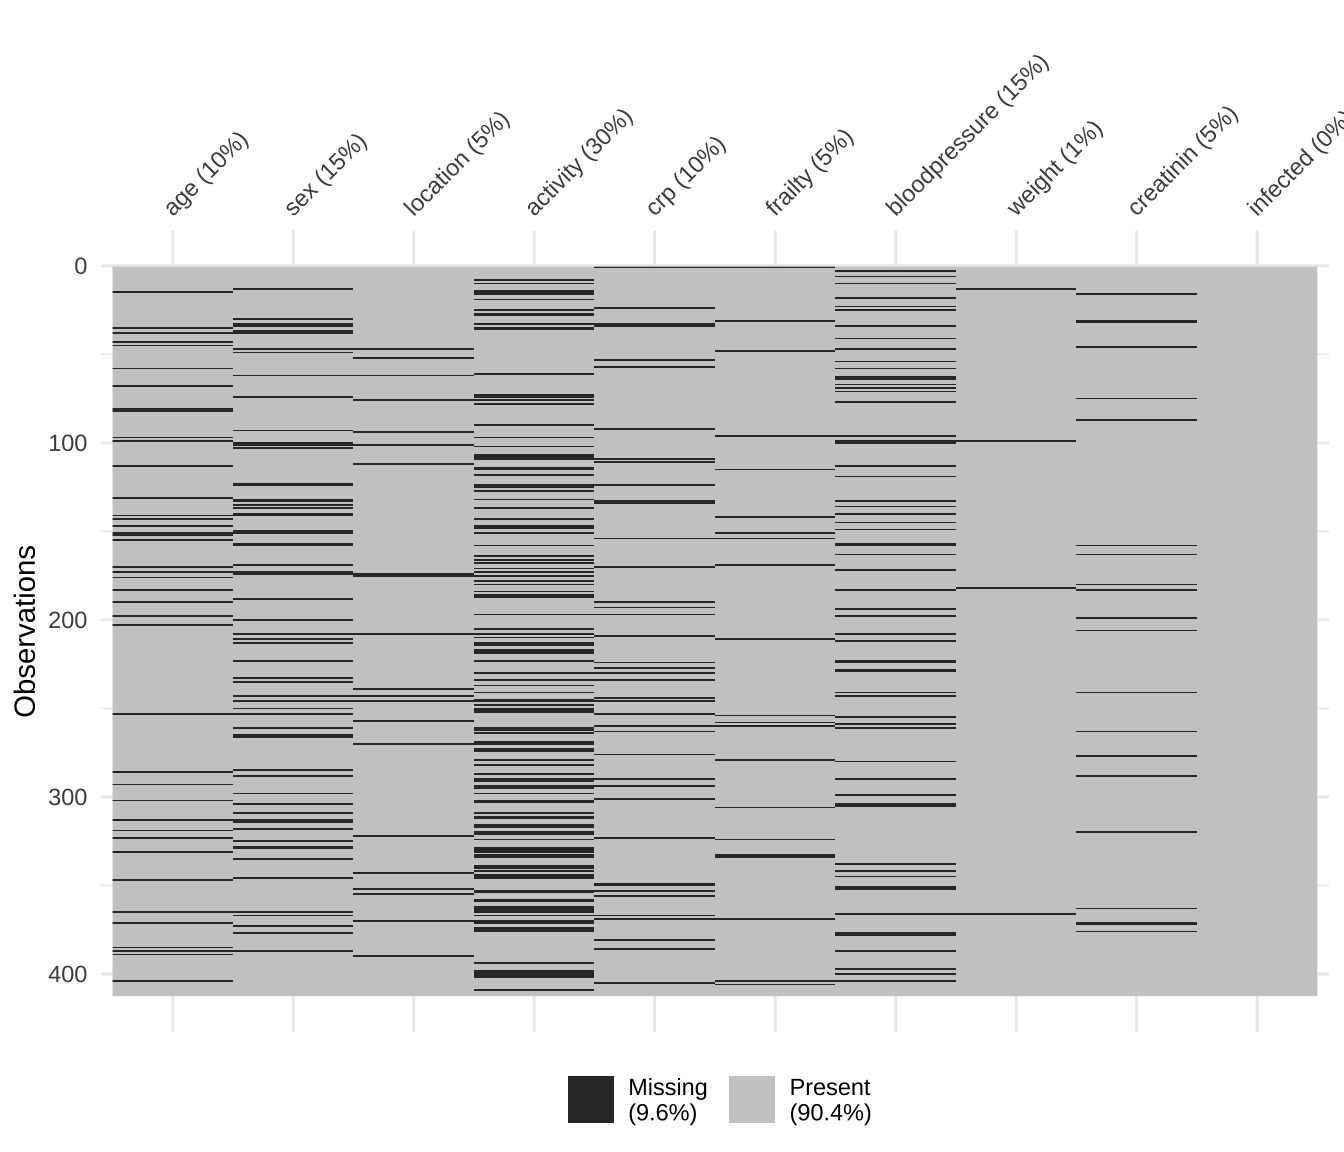 age (10%)
sex (15%)
location (5%)
activity (30%)
crp (10%)
frailty (5%)
bloodpressure (15%)
weight (1%)
creatinin (5%)
infected (0%
Observations
0
100
200
300
400
Missing
(9.6%)
Present
(90.4%)